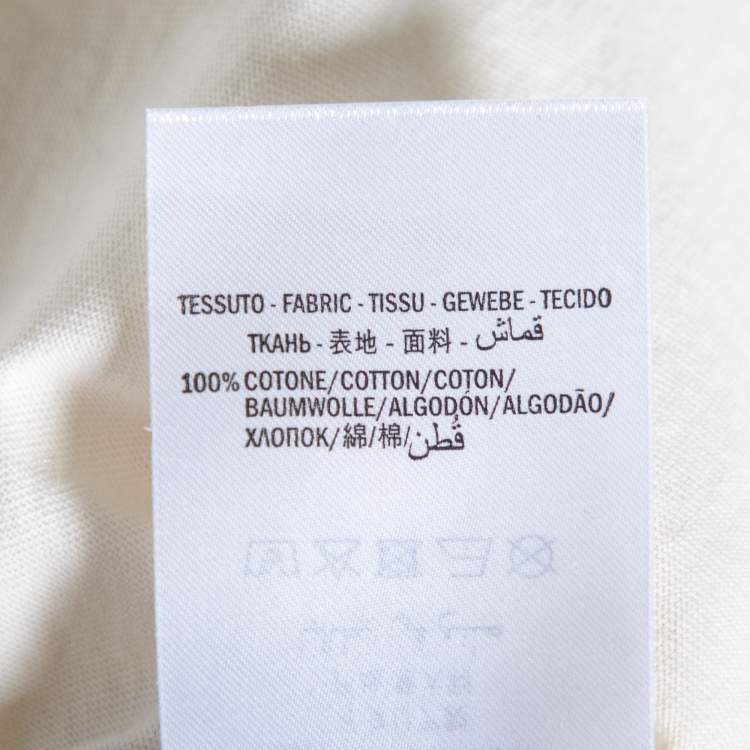 TESSUTO - FABRIC - TISSU - GEWEBE - TECIDO
ТКАНЬ - 表地 - 面料 - قماش
100% COTONE/COTTON/COTON/
BAUMWOLLE/ALGODÓN/ALGODÃO/
ХЛОПОК/綿/棉/قُطن